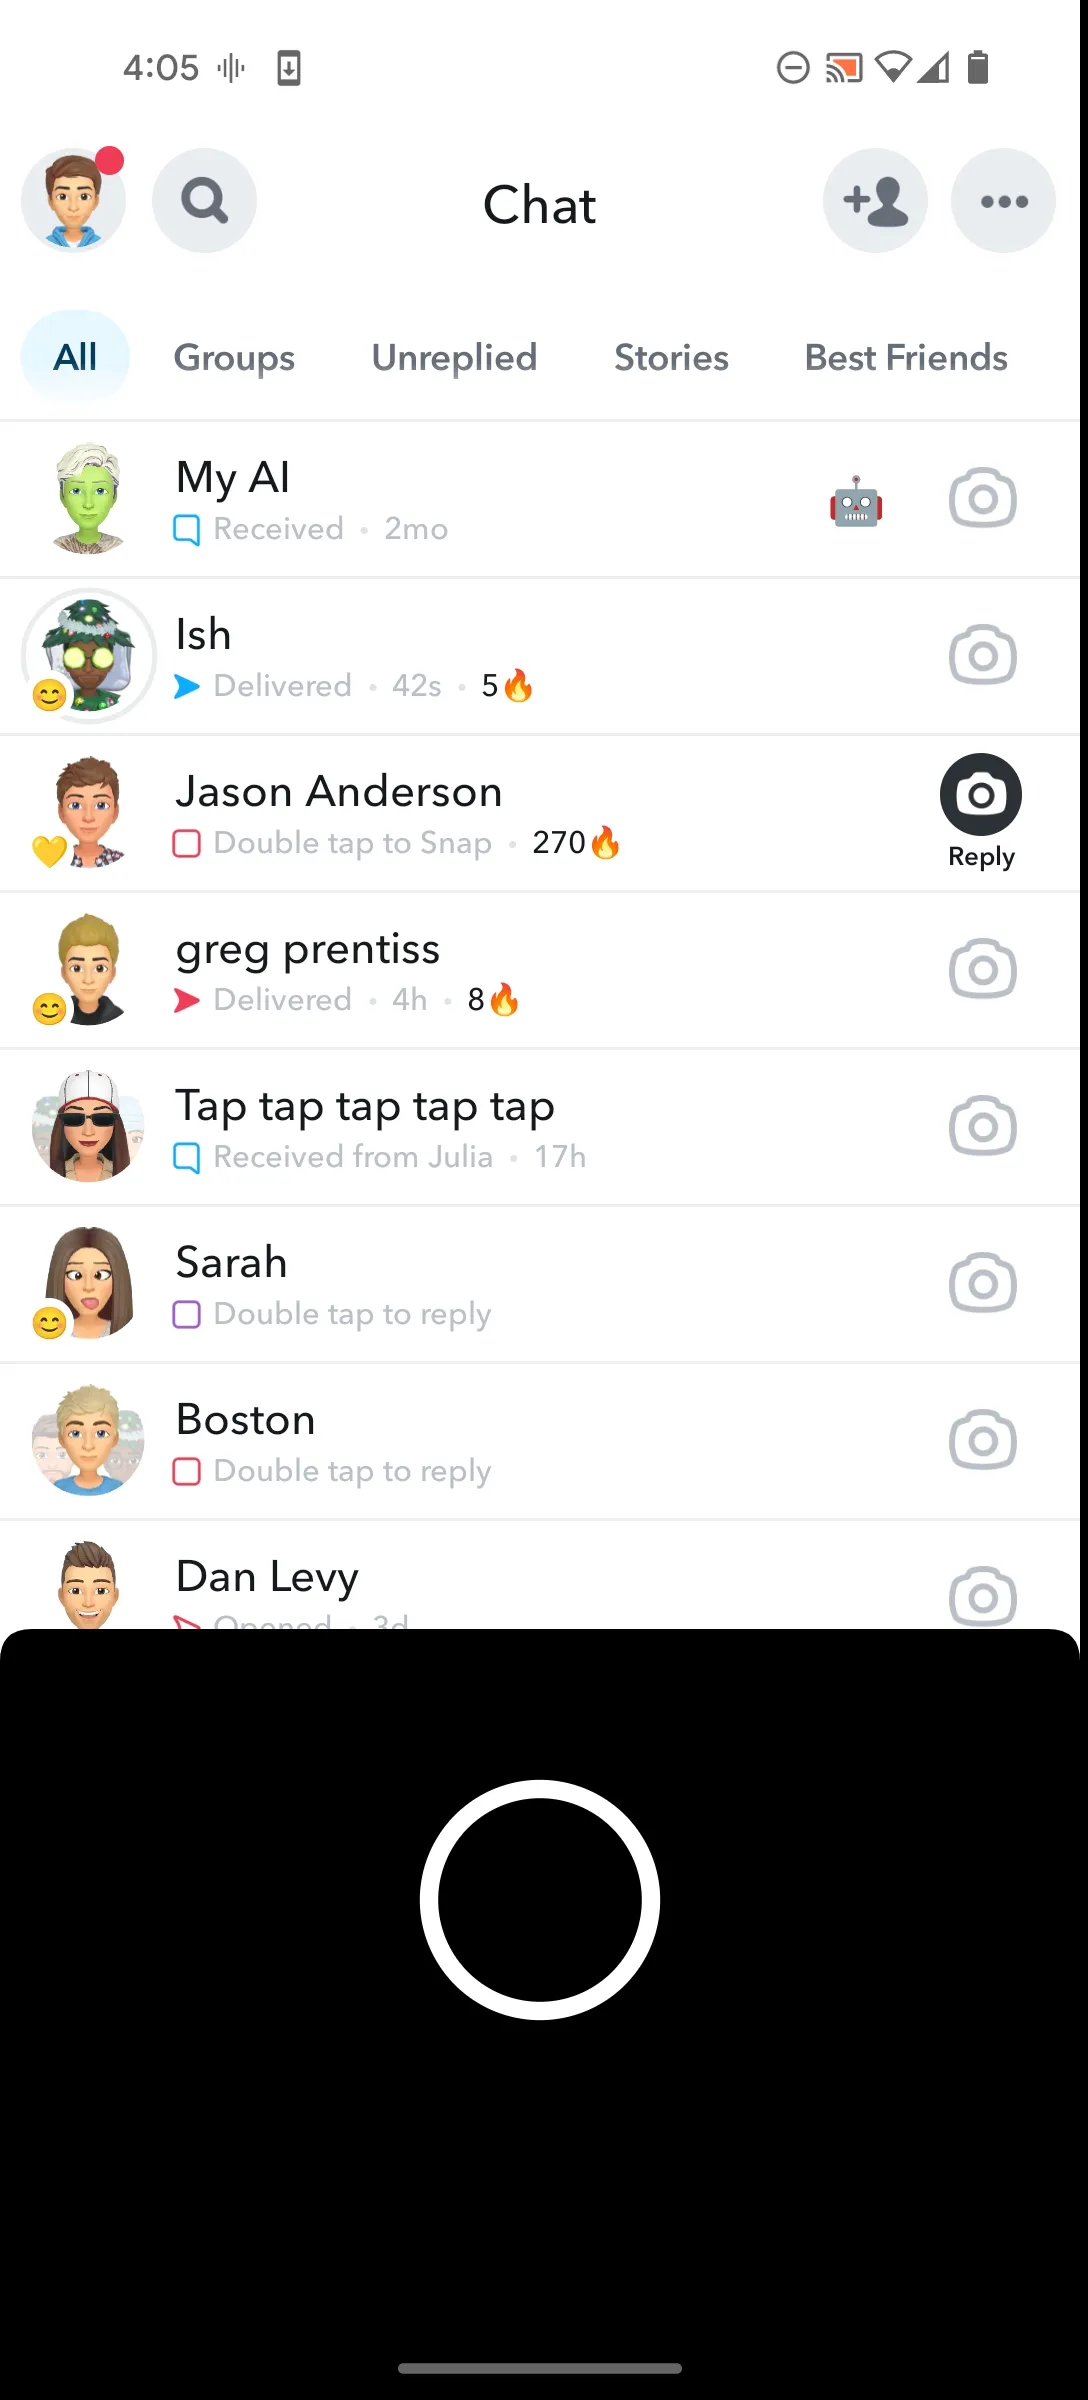 4:05
Chat
All Groups Unreplied Stories Best Friends
My AI
Received • 2mo
Ish
Delivered • 42s • 5🔥
Jason Anderson
Double tap to Snap • 270🔥
Reply
greg prentiss
Delivered • 4h • 8🔥
Tap tap tap tap tap
Received from Julia • 17h
Sarah
Double tap to reply
Boston
Double tap to reply
Dan Levy
Opened • 3d